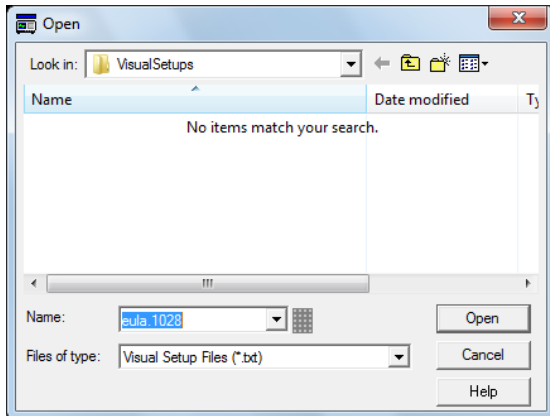 Open
Look in: VisualSetups
Name Date modified Ty
No items match your search.
Name: eula.1028 Open
Files of type: Visual Setup Files (*.txt) Cancel
Help